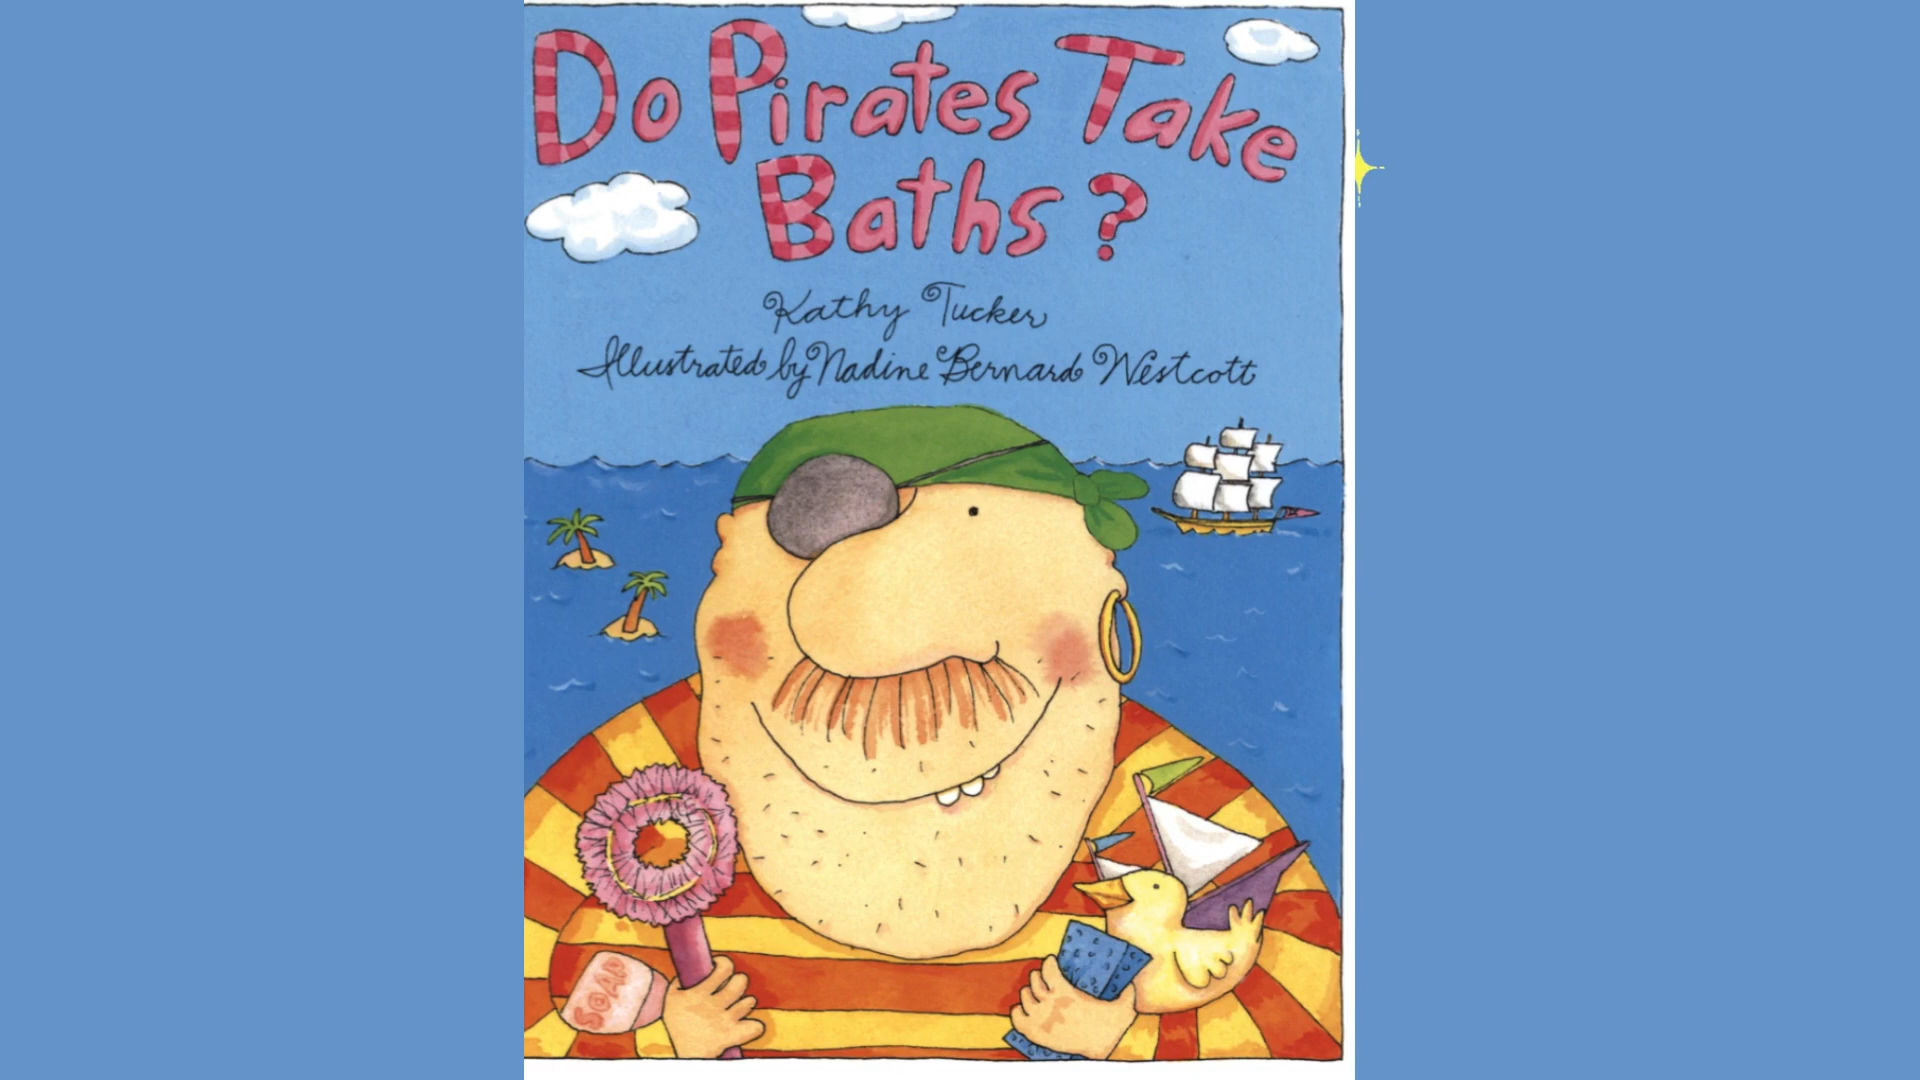 Do Pirates Take
Baths?
Kathy Tucker
Illustrated by Nadine Bernard Westcott
SOAP